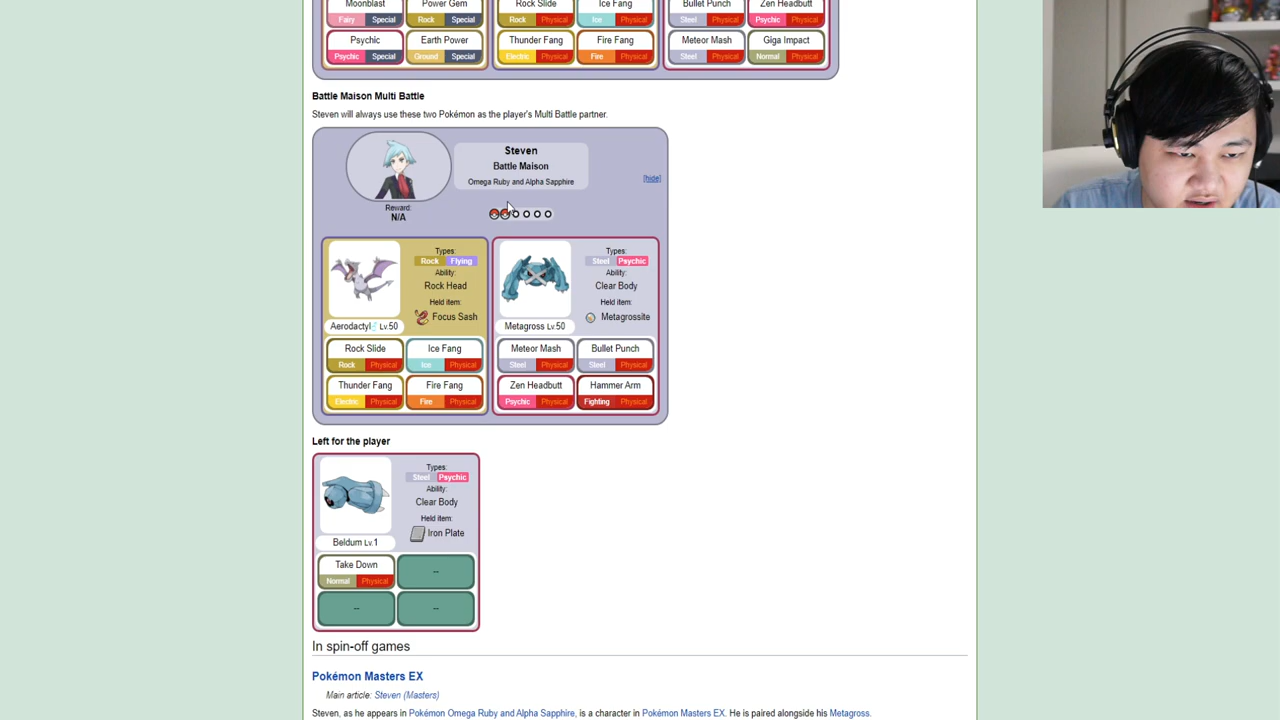 Moonblast Power Gem Rock Slide Ice Fang Bullet Punch Zen Headbutt
Fairy Special Rock Special Rock Physical Ice Physical Steel Physical Psychic Physical
Psychic Earth Power Thunder Fang Fire Fang Meteor Mash Giga Impact
Psychic Special Ground Special Electric Physical Fire Physical Steel Physical Normal Physical
Battle Maison Multi Battle
Steven will always use these two Pokémon as the player's Multi Battle partner.
Steven
Battle Maison
Omega Ruby and Alpha Sapphire
[hide]
Reward:
N/A
Types:
Rock Flying
Ability:
Rock Head
Held item:
Focus Sash
Aerodactyl♂ Lv.50
Rock Slide Ice Fang
Rock Physical Ice Physical
Thunder Fang Fire Fang
Electric Physical Fire Physical
Types:
Steel Psychic
Ability:
Clear Body
Held item:
Metagrossite
Metagross Lv.50
Meteor Mash Bullet Punch
Steel Physical Steel Physical
Zen Headbutt Hammer Arm
Psychic Physical Fighting Physical
Left for the player
Types:
Steel Psychic
Ability:
Clear Body
Held item:
Iron Plate
Beldum Lv.1
Take Down --
Normal Physical
-- --
In spin-off games
Pokémon Masters EX
Main article: Steven (Masters)
Steven, as he appears in Pokémon Omega Ruby and Alpha Sapphire, is a character in Pokémon Masters EX. He is paired alongside his Metagross.